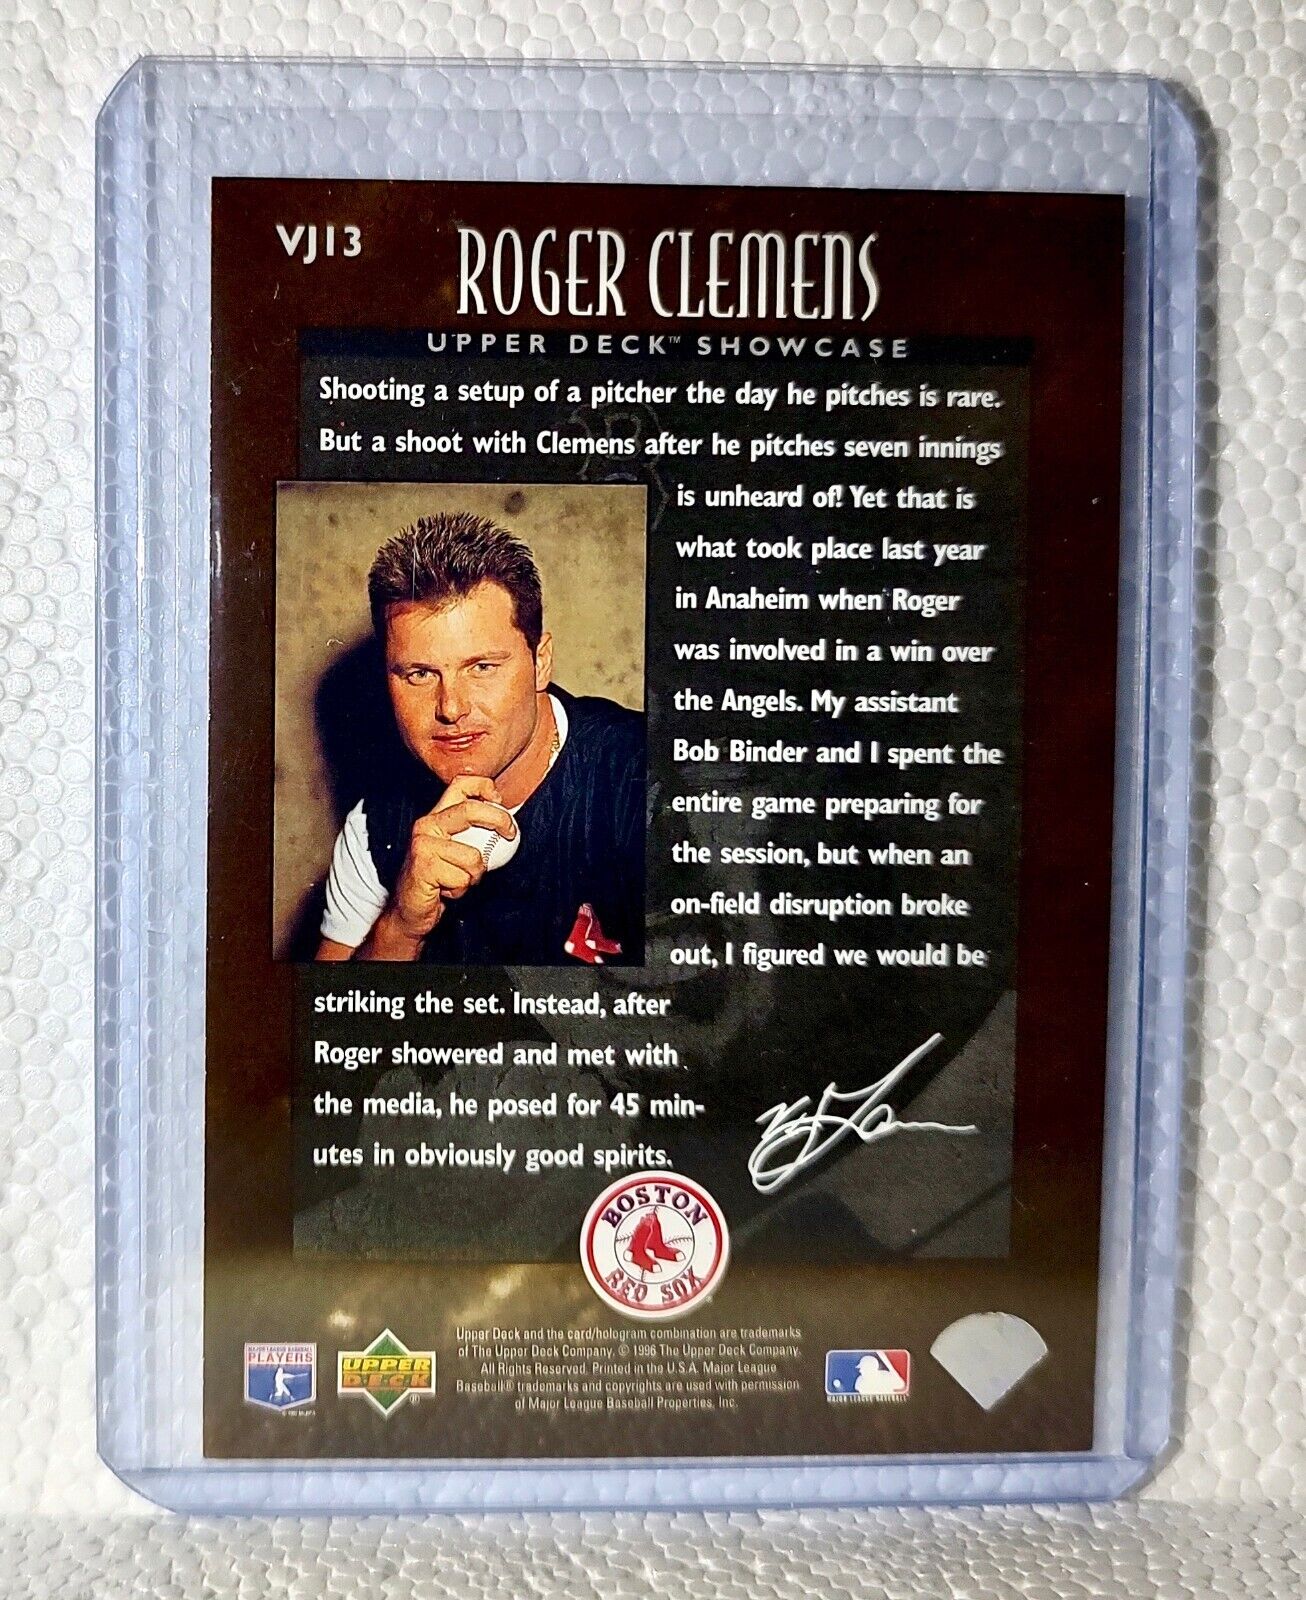 VJ13
ROGER CLEMENS
UPPER DECK™ SHOWCASE
Shooting a setup of a pitcher the day he pitches is rare.
But a shoot with Clemens after he pitches seven innings
is unheard of! Yet that is
what took place last year
in Anaheim when Roger
was involved in a win over
the Angels. My assistant
Bob Binder and I spent the
entire game preparing for
the session, but when an
on-field disruption broke
out, I figured we would be
striking the set. Instead, after
Roger showered and met with
the media, he posed for 45 min-
utes in obviously good spirits.
BOSTON
RED SOX
Upper Deck and the card/hologram combination are trademarks
of The Upper Deck Company. © 1996 The Upper Deck Company.
All Rights Reserved. Printed in the U.S.A. Major League
Baseball® trademarks and copyrights are used with permission
of Major League Baseball Properties, Inc.
MAJOR LEAGUE BASEBALL
PLAYERS
UPPER
DECK
®
MAJOR LEAGUE BASEBALL